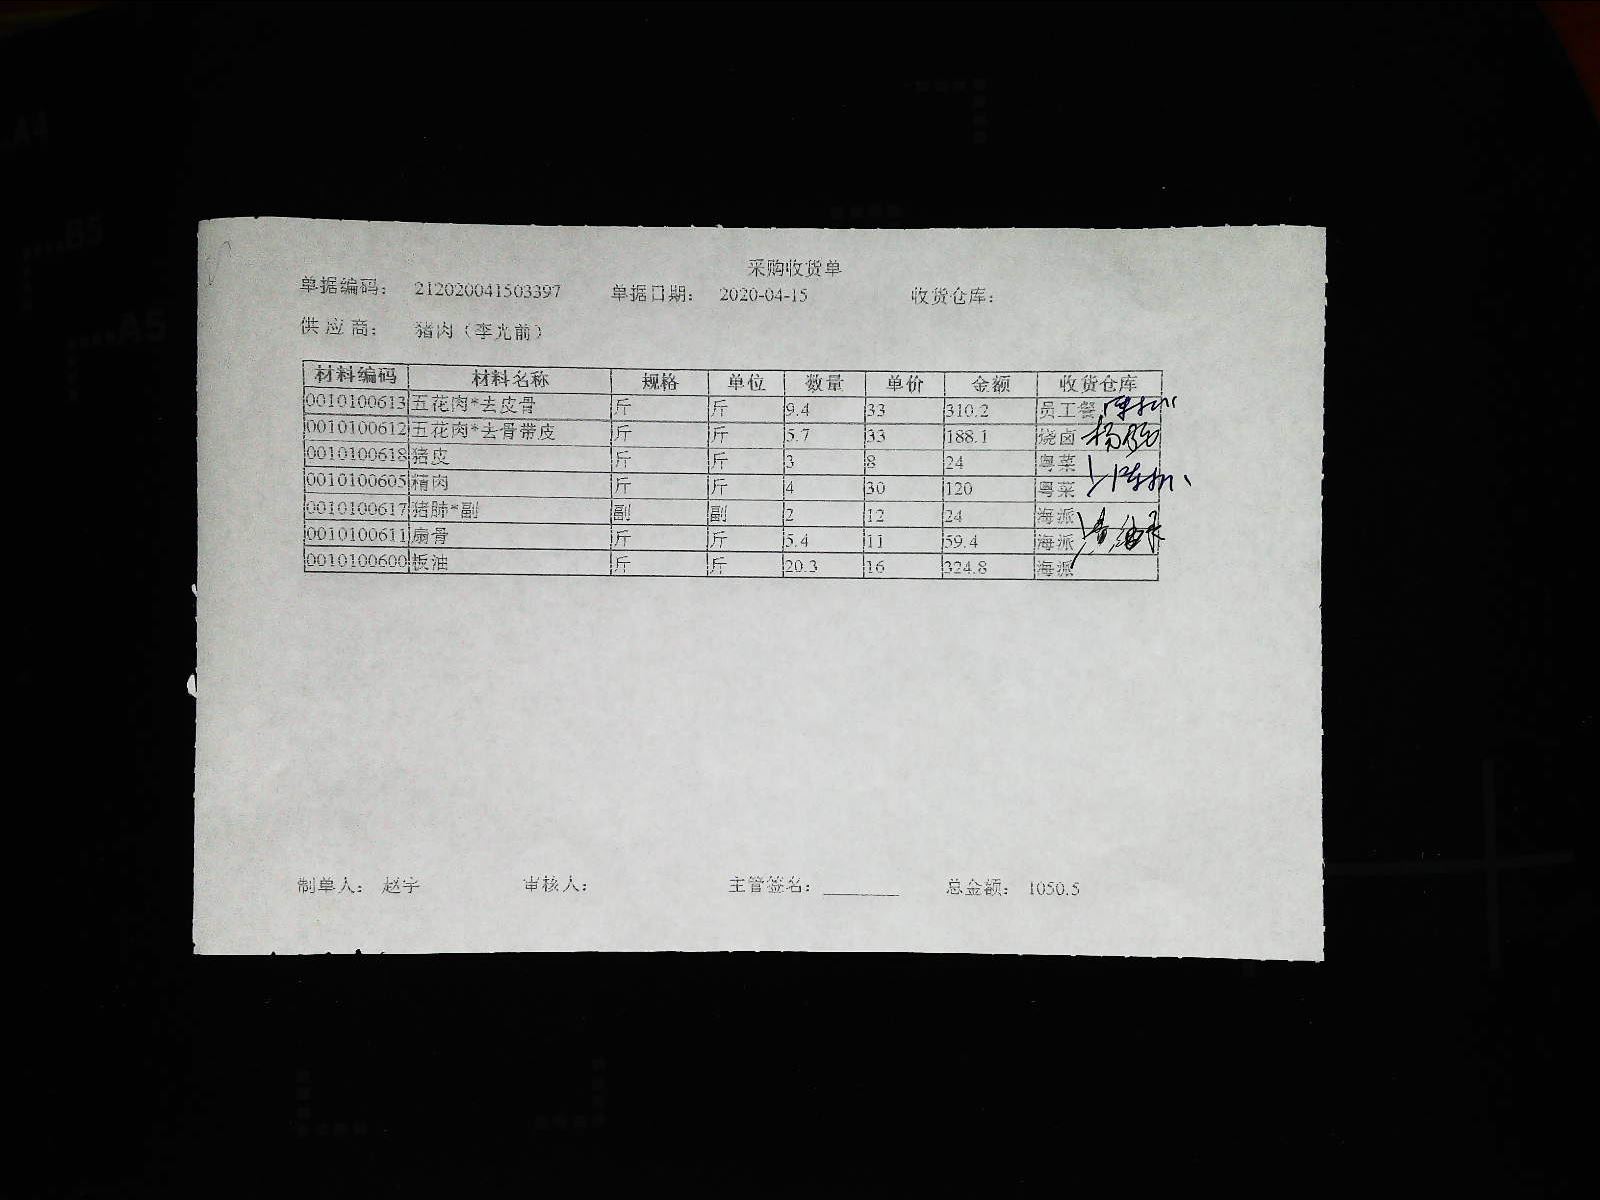 采购收货单
单据编码： 212020041503397 单据日期： 2020-04-15 收货仓库：
供 应 商： 猪肉（李光前）
材料编码 材料名称 规格 单位 数量 单价 金额 收货仓库
0010100613 五花肉*去皮骨 斤 斤 9.4 33 310.2 员工餐
0010100612 五花肉*去骨带皮 斤 斤 5.7 33 188.1 烧卤
0010100618 猪皮 斤 斤 3 8 24 粤菜
0010100605 精肉 斤 斤 4 30 120 粤菜
0010100617 猪肺*副 副 副 2 12 24 海派
0010100611 扇骨 斤 斤 5.4 11 59.4 海派
0010100600 板油 斤 斤 20.3 16 324.8 海派
制单人： 赵宇 审核人： 主管签名： 总金额： 1050.5
A4
B5
A5